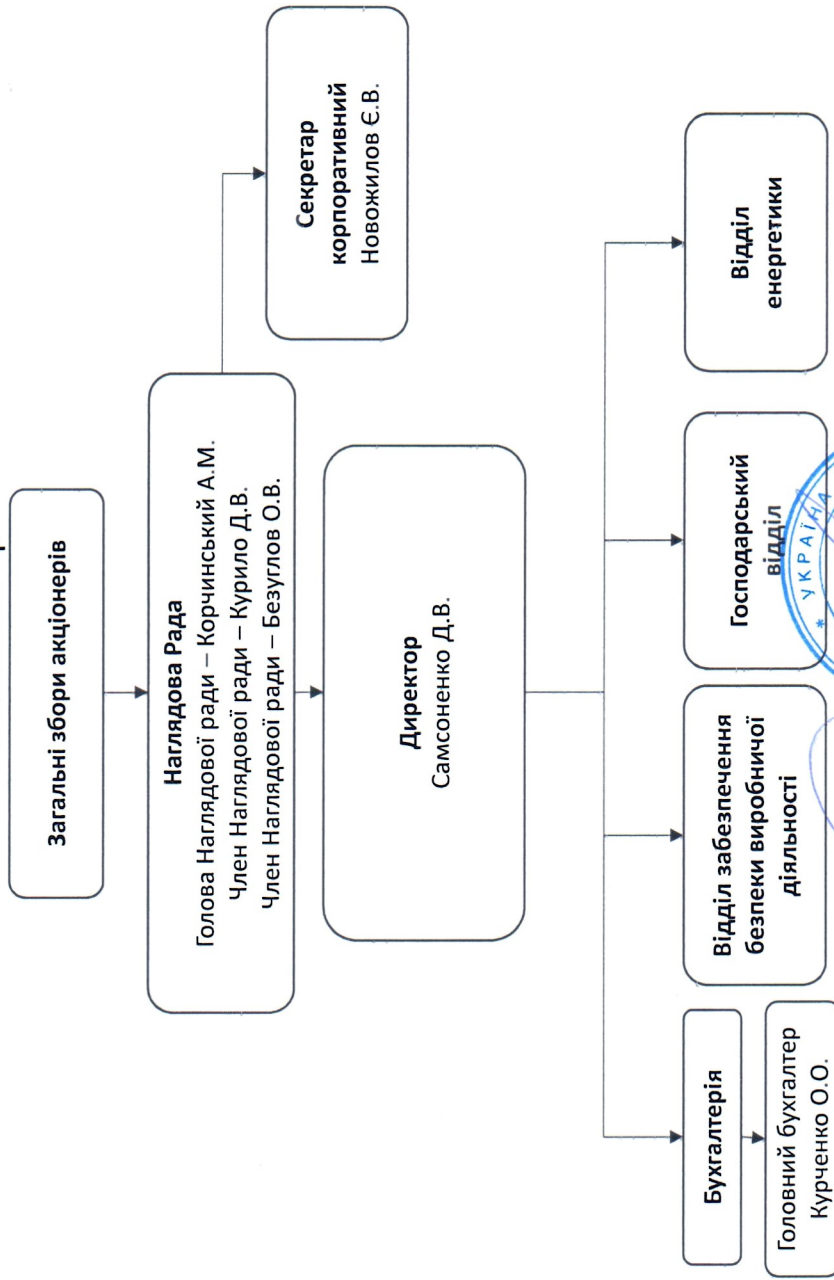 Загальні збори акціонерів
Наглядова Рада
Голова Наглядової ради – Корчинський А.М.
Член Наглядової ради – Курило Д.В.
Член Наглядової ради – Безуглов О.В.
Секретар
корпоративний
Новожилов Є.В.
Директор
Самсоненко Д.В.
Бухгалтерія
Головний бухгалтер
Курченко О.О.
Відділ забезпечення
безпеки виробничої
діяльності
Господарський
відділ
Відділ
енергетики
* УКРАЇНА